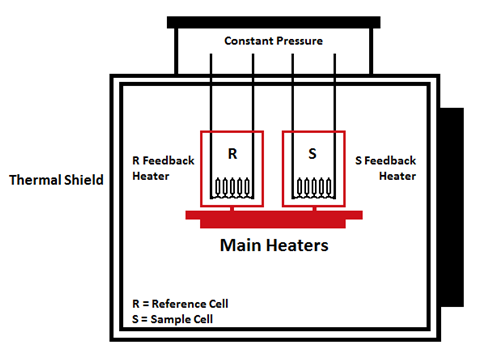 Constant Pressure
R
S
R Feedback
Heater
S Feedback
Heater
Thermal Shield
Main Heaters
R = Reference Cell
S = Sample Cell